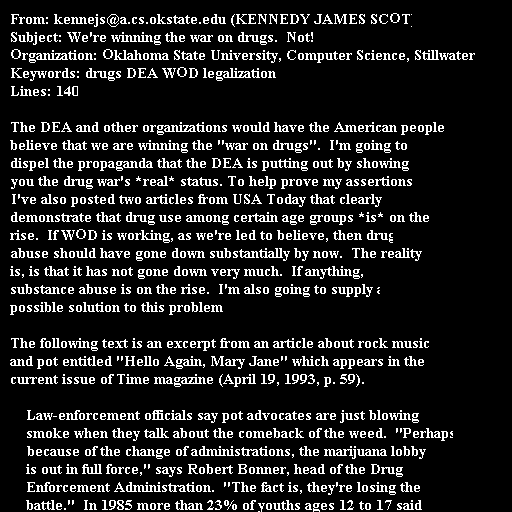 From: kennejs@a.cs.okstate.edu (KENNEDY JAMES SCOT
Subject: We're winning the war on drugs.  Not!
Organization: Oklahoma State University, Computer Science, Stillwater
Keywords: drugs DEA WOD legalization
Lines: 140

The DEA and other organizations would have the American people
believe that we are winning the "war on drugs".  I'm going to
dispel the propaganda that the DEA is putting out by showing
you the drug war's *real* status. To help prove my assertions
I've also posted two articles from USA Today that clearly
demonstrate that drug use among certain age groups *is* on the
rise.  If WOD is working, as we're led to believe, then drug
abuse should have gone down substantially by now.  The reality
is, is that it has not gone down very much.  If anything,
substance abuse is on the rise.  I'm also going to supply a
possible solution to this problem

The following text is an excerpt from an article about rock music
and pot entitled "Hello Again, Mary Jane" which appears in the
current issue of Time magazine (April 19, 1993, p. 59).

Law-enforcement officials say pot advocates are just blowing
smoke when they talk about the comeback of the weed.  "Perhaps
because of the change of administrations, the marijuana lobby
is out in full force," says Robert Bonner, head of the Drug
Enforcement Administration.  "The fact is, they're losing the
battle."  In 1985 more than 23% of youths ages 12 to 17 said